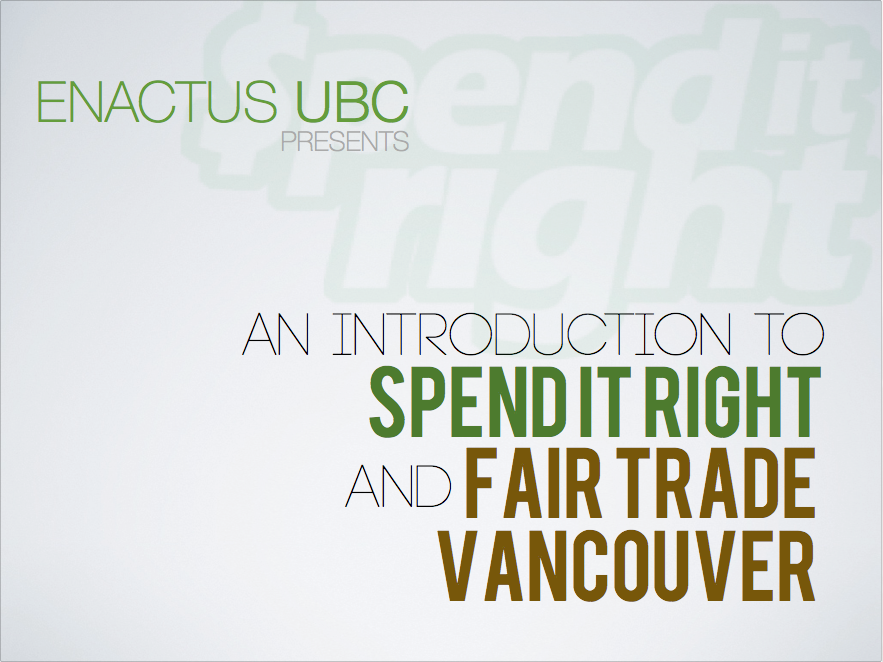 $pend it
right
ENACTUS UBC
PRESENTS
AN INTRODUCTION TO
SPEND IT RIGHT
AND FAIR TRADE
VANCOUVER